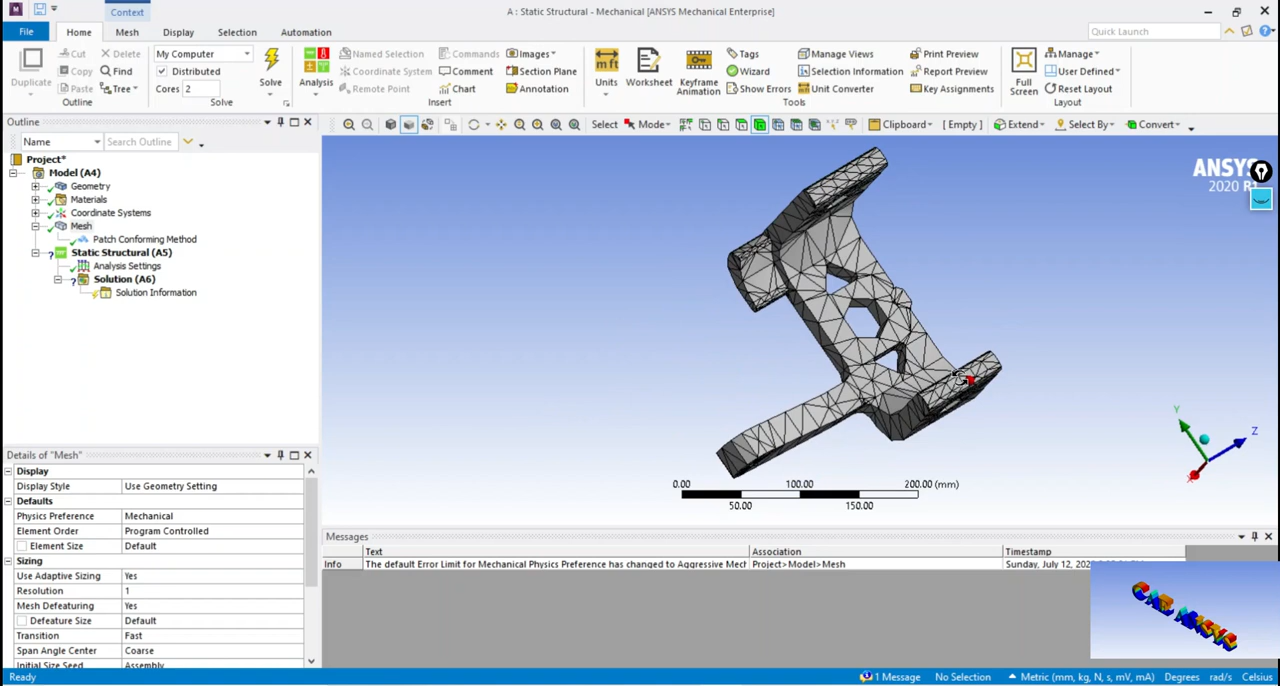 Context
A : Static Structural - Mechanical [ANSYS Mechanical Enterprise]
File Home Mesh Display Selection Automation Quick Launch
Duplicate Cut Copy Paste Delete Find Tree
Outline
My Computer
Distributed
Cores 2
Solve
Solve
Analysis
Named Selection Commands Images
Coordinate System Comment Section Plane
Remote Point Chart Annotation
Insert
Units Worksheet Keyframe Animation
Tags Manage Views Print Preview
Wizard Selection Information Report Preview
Show Errors Unit Converter Key Assignments
Tools
Full Screen
Manage
User Defined
Reset Layout
Layout
Outline
Select Mode Clipboard [ Empty ] Extend Select By Convert
Name Search Outline
Project*
Model (A4)
Geometry
Materials
Coordinate Systems
Mesh
Patch Conforming Method
Static Structural (A5)
Analysis Settings
Solution (A6)
Solution Information
ANSYS
2020 R1
Y
Z
X
0.00 100.00 200.00 (mm)
50.00 150.00
Details of "Mesh"
Display
Display Style Use Geometry Setting
Defaults
Physics Preference Mechanical
Element Order Program Controlled
Element Size Default
Sizing
Use Adaptive Sizing Yes
Resolution 1
Mesh Defeaturing Yes
Defeature Size Default
Transition Fast
Span Angle Center Coarse
Initial Size Seed Assembly
Messages
Text Association Timestamp
Info The default Error Limit for Mechanical Physics Preference has changed to Aggressive Mech Project>Model>Mesh Sunday, July 12, 202
CAD ANSYS
Ready 1 Message No Selection Metric (mm, kg, N, s, mV, mA) Degrees rad/s Celsius